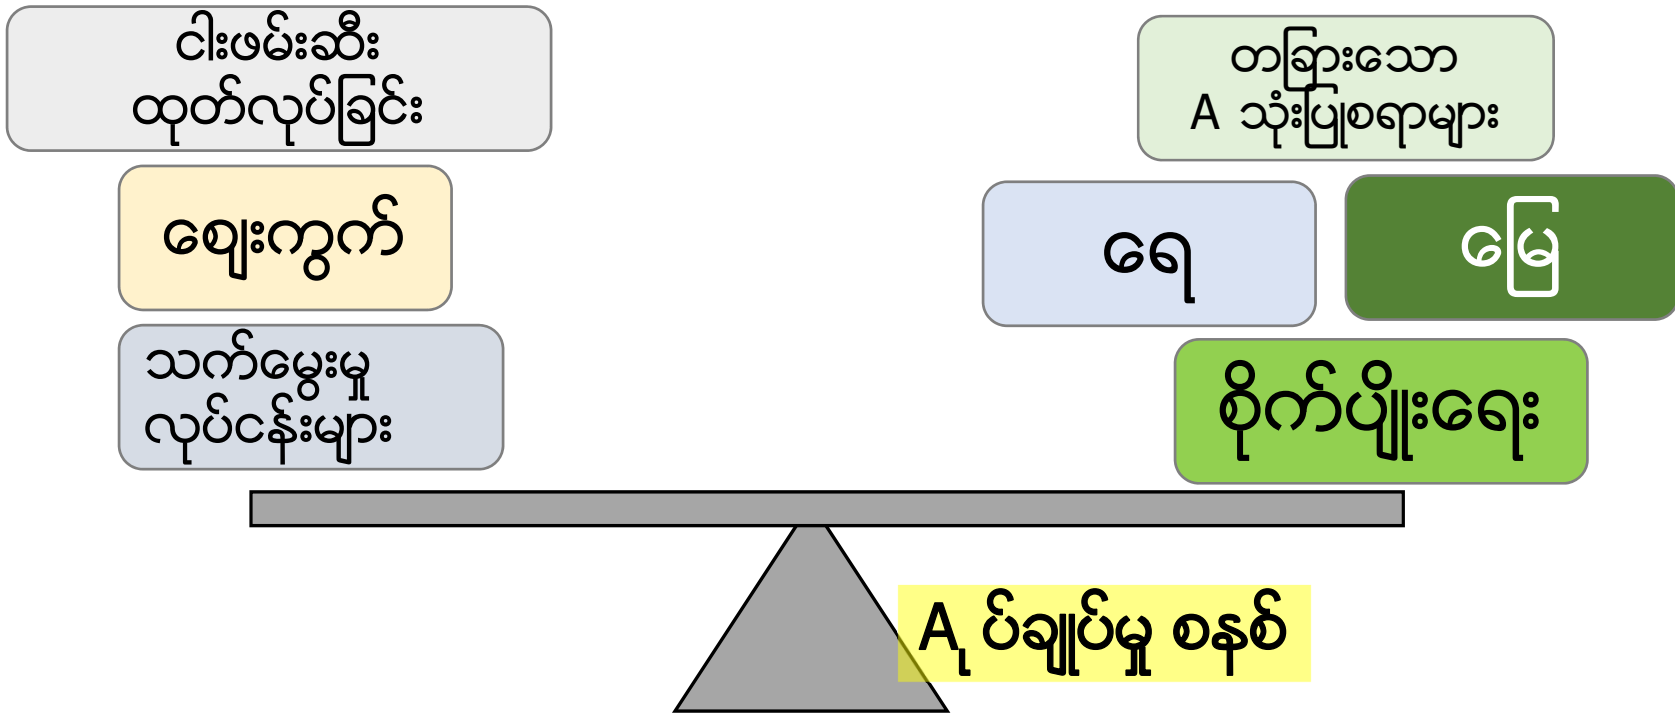 ငါးဖမ်းဆီး
ထုတ်လုပ်ခြင်း
ဈေးကွက်
သက်မွေးမှု
လုပ်ငန်းများ
တခြားသော
A သုံးပြုစရာများ
ရေ
မြေ
စိုက်ပျိုးရေး
Aုပ်ချုပ်မှု စနစ်